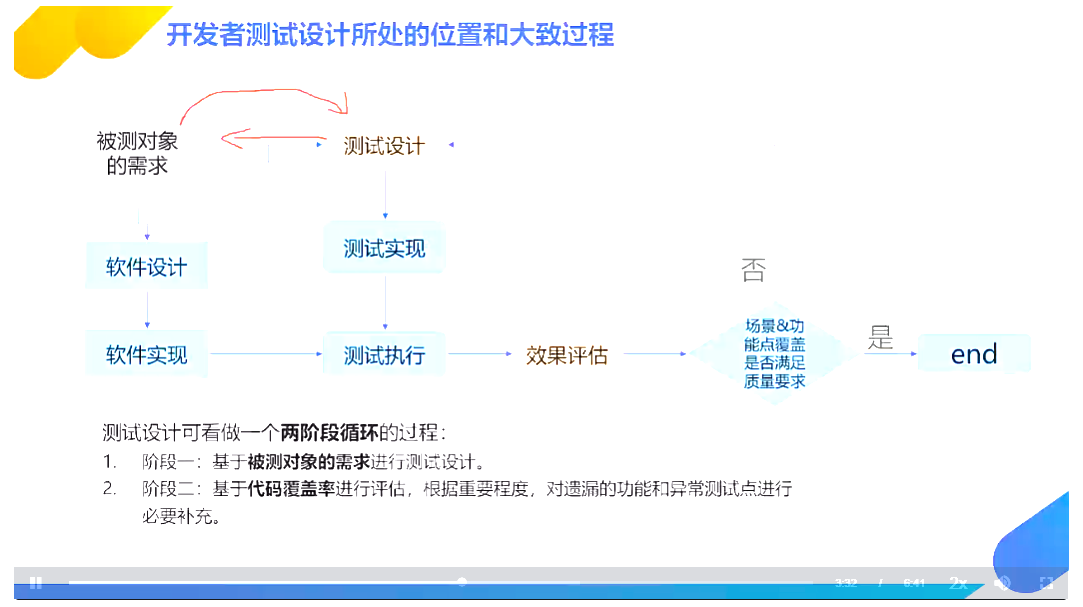 开发者测试设计所处的位置和大致过程
被测对象
的需求
测试设计
软件设计
测试实现
否
软件实现
测试执行
效果评估
场景&功
能点覆盖
是否满足
质量要求
是
end
测试设计可看做一个两阶段循环的过程：
1. 阶段一：基于被测对象的需求进行测试设计。
2. 阶段二：基于代码覆盖率进行评估，根据重要程度，对遗漏的功能和异常测试点进行
必要补充。
3:32 / 6:41 2x